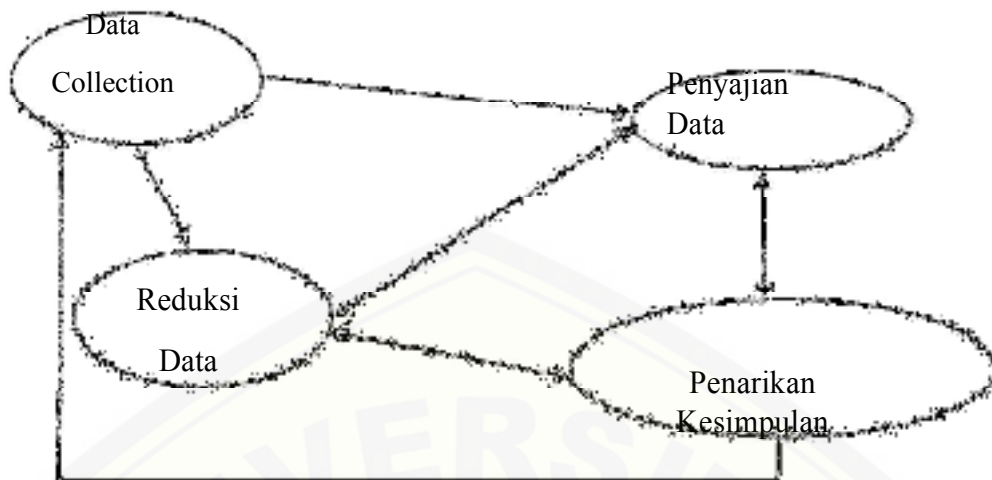 Data
Collection
Penyajian
Data
Reduksi
Data
Penarikan
Kesimpulan